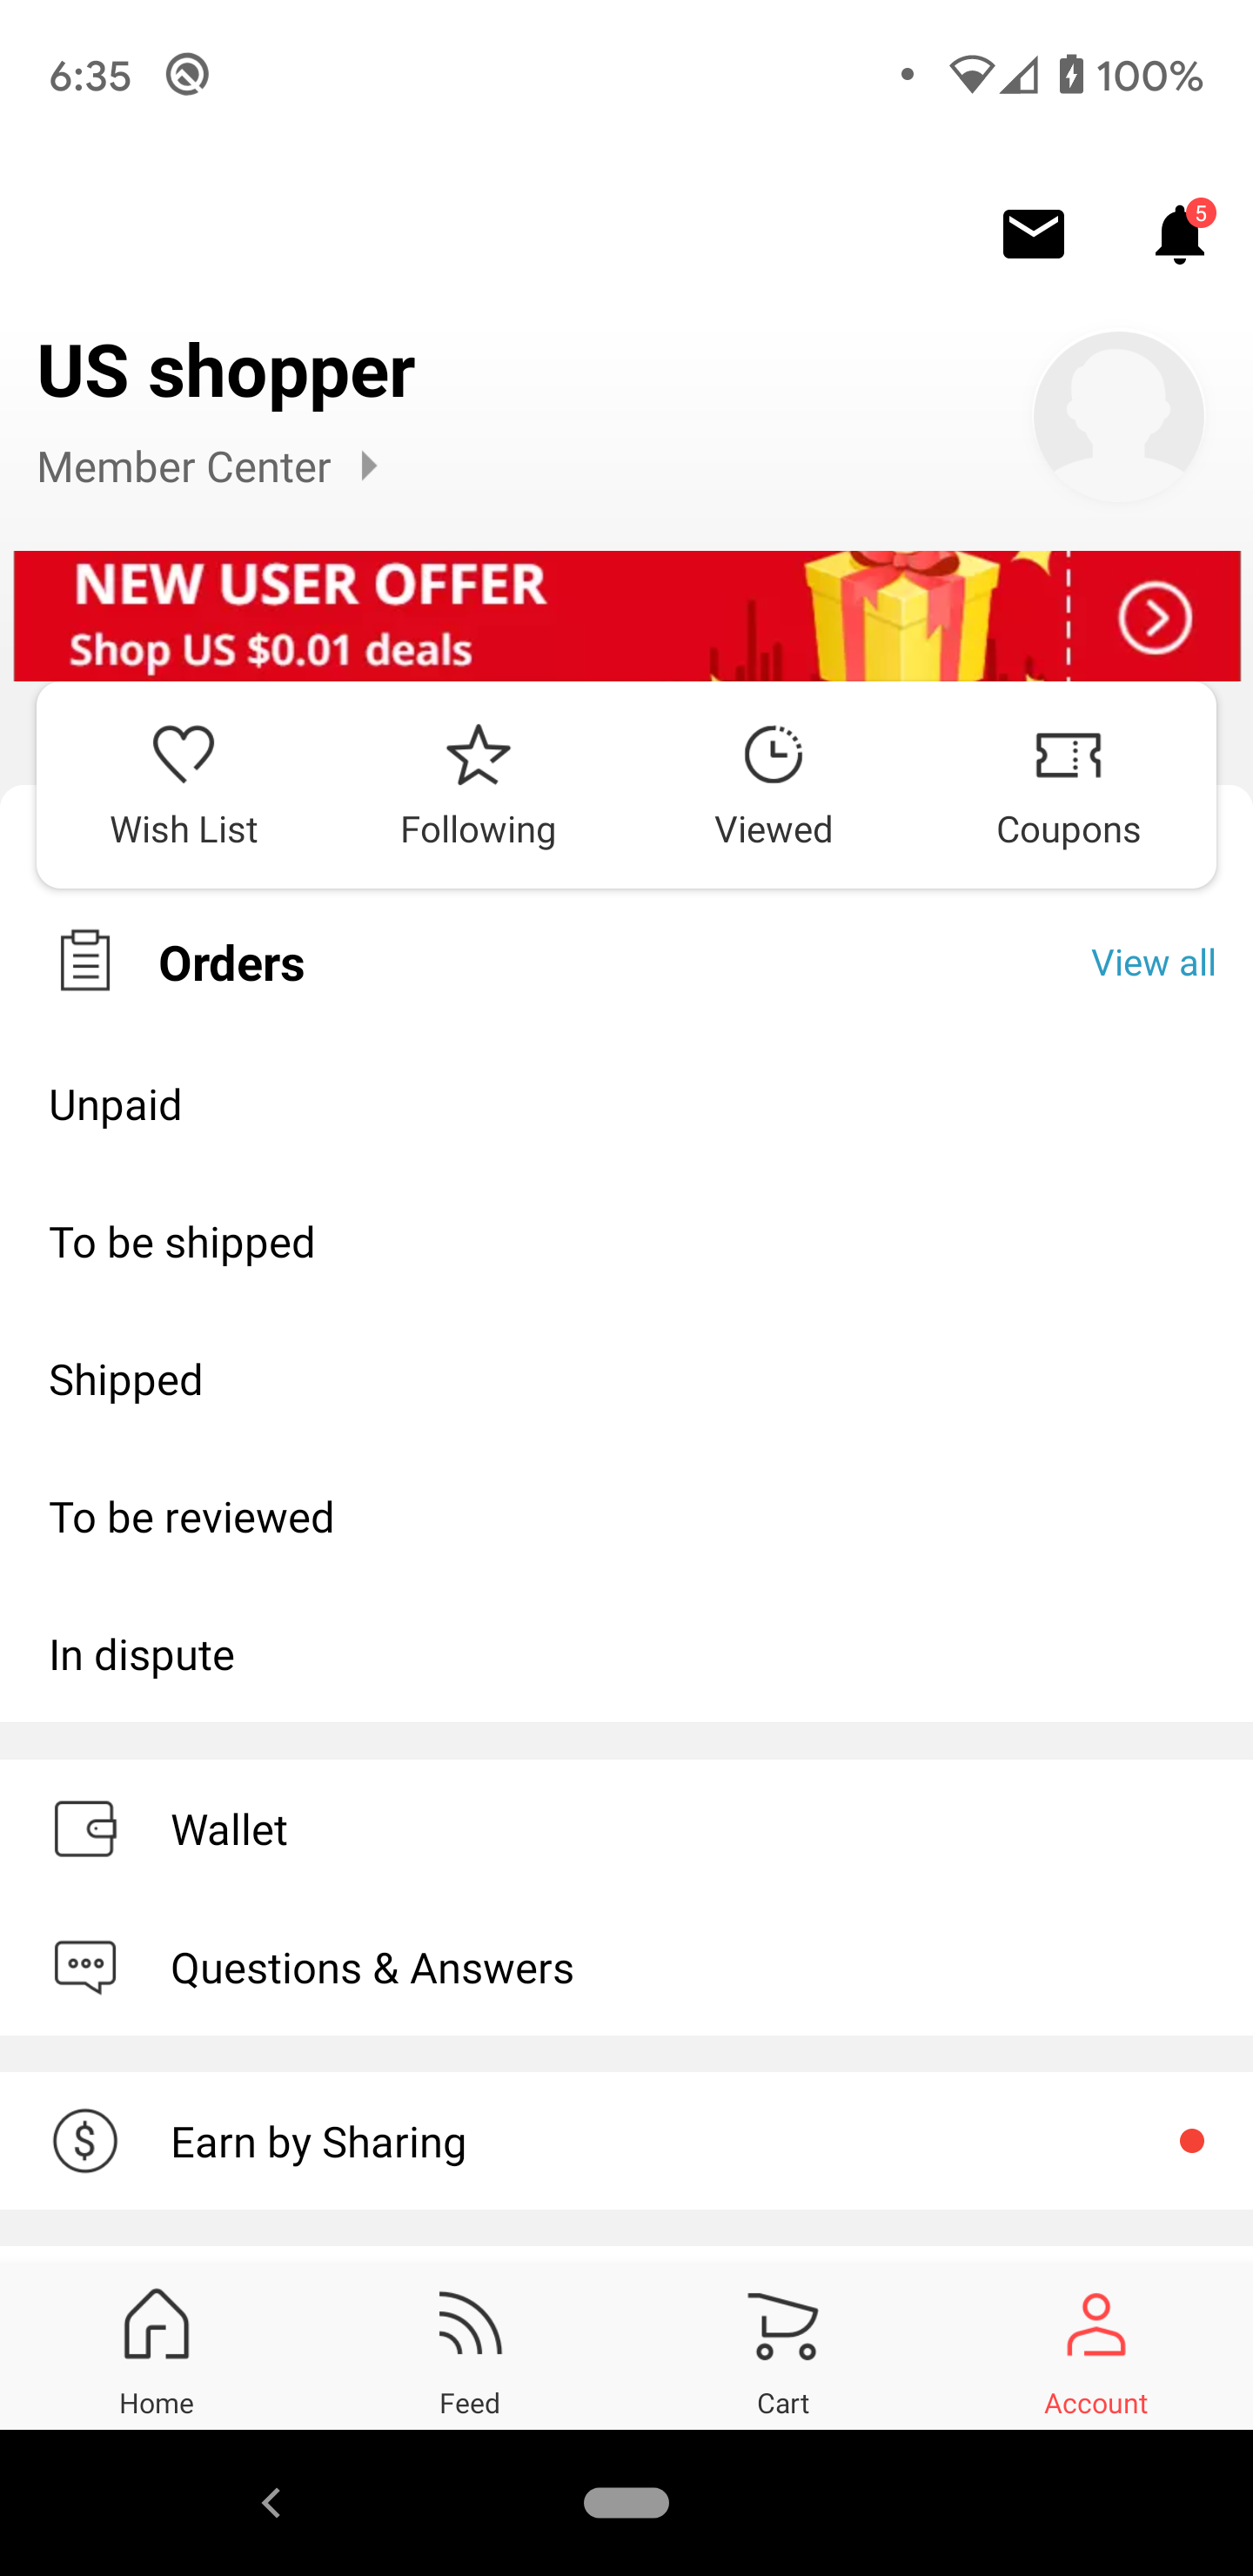 6:35
100%
5
US shopper
Member Center
NEW USER OFFER
Shop US $0.01 deals
Wish List
Following
Viewed
Coupons
Orders
View all
Unpaid
To be shipped
Shipped
To be reviewed
In dispute
Wallet
Questions & Answers
Earn by Sharing
Home
Feed
Cart
Account